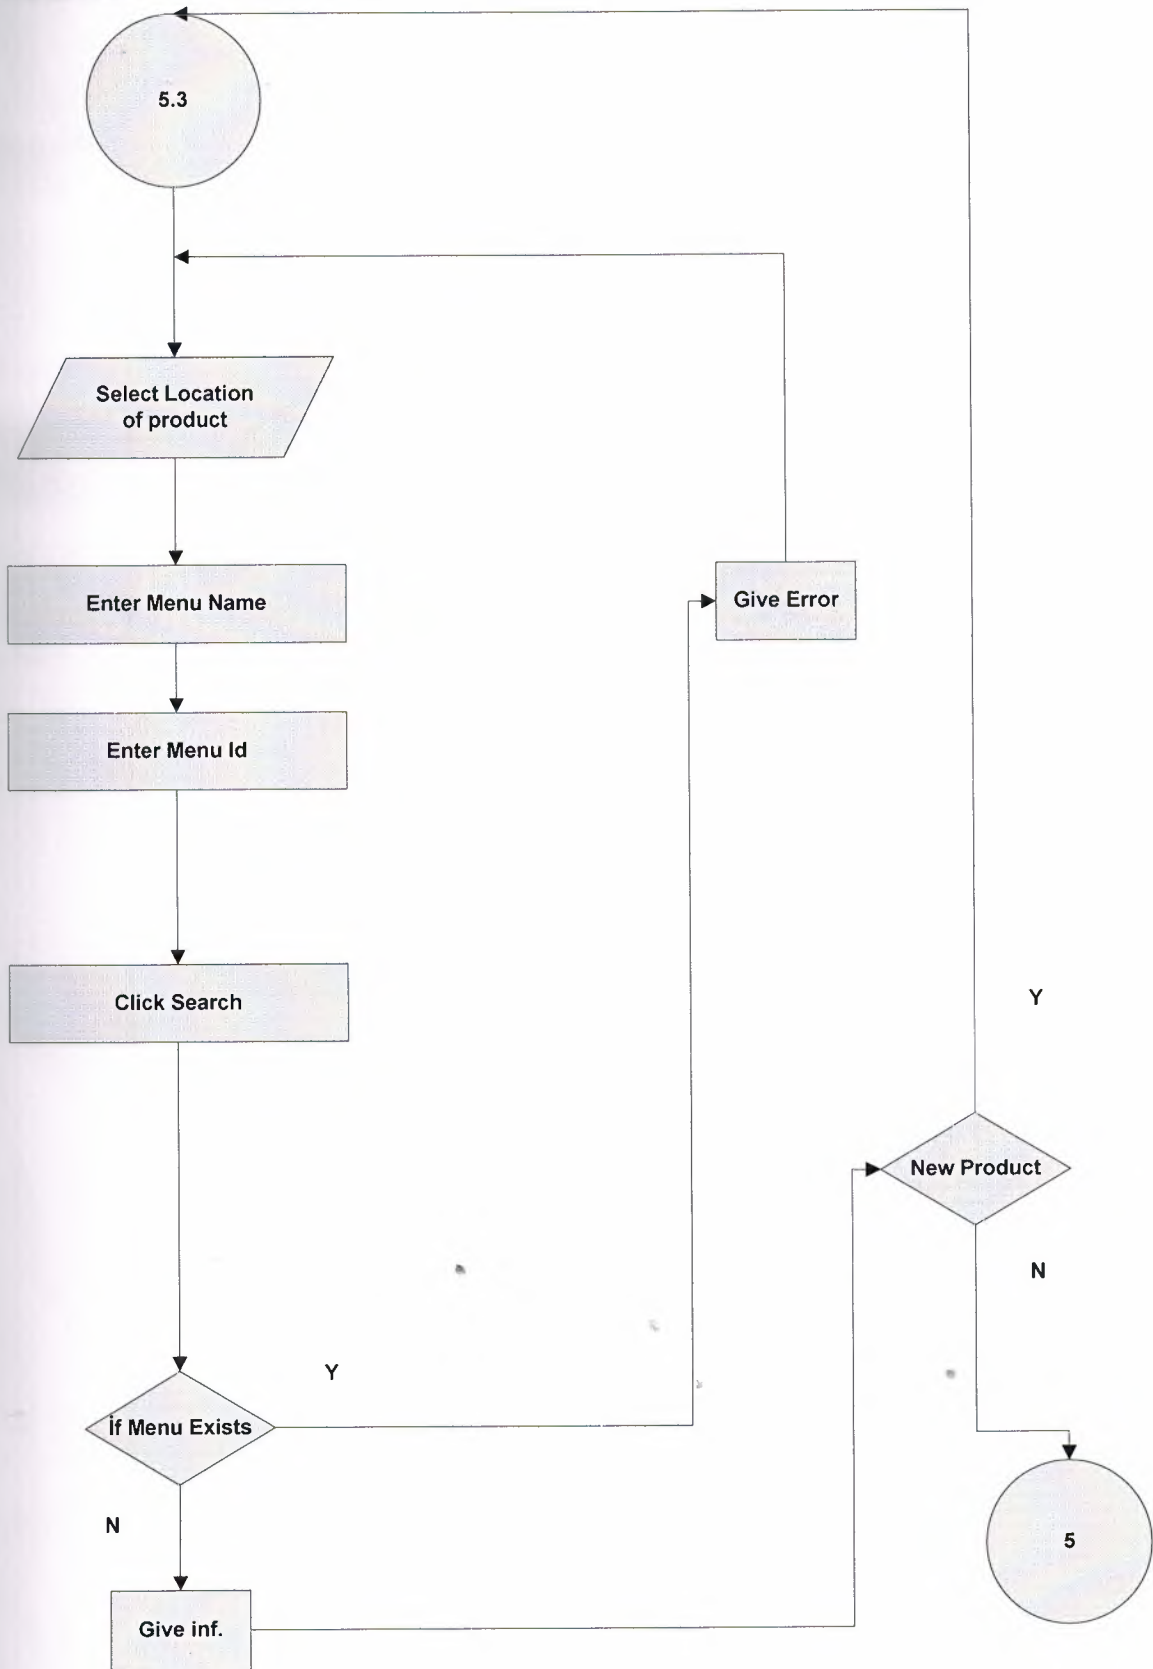 5.3
Select Location
of product
Enter Menu Name
Give Error
Enter Menu Id
Click Search
Y
New Product
N
Y
İf Menu Exists
N
5
Give inf.